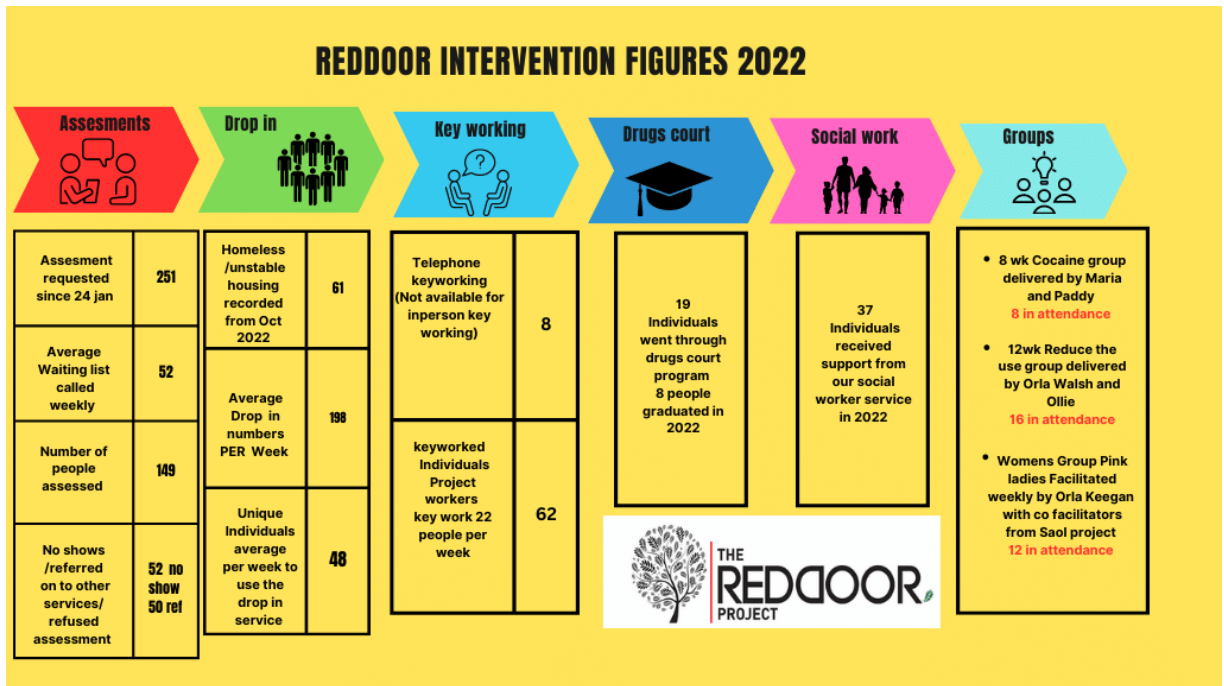 REDDOOR INTERVENTION FIGURES 2022
Assesments
Assesment
requested
since 24 jan
251
Average
Waiting list
called
weekly
52
Number of
people
assessed
149
No shows
/referred
on to other
services/
refused
assessment
52 no
show
50 ref
Drop in
Homeless
/unstable
housing
recorded
from Oct
2022
61
Average
Drop in
numbers
PER Week
198
Unique
Individuals
average
per week to
use the
drop in
service
48
Key working
?
Telephone
keyworking
(Not available for
inperson key
working)
8
keyworked
Individuals
Project
workers
key work 22
people per
week
62
Drugs court
19
Individuals
went through
drugs court
program
8 people
graduated in
2022
Social work
37
Individuals
received
support from
our social
worker service
in 2022
Groups
• 8 wk Cocaine group
delivered by Maria
and Paddy
8 in attendance
• 12wk Reduce the
use group delivered
by Orla Walsh and
Ollie
16 in attendance
• Womens Group Pink
ladies Facilitated
weekly by Orla Keegan
with co facilitators
from Saol project
12 in attendance
THE
REDDOOR
PROJECT